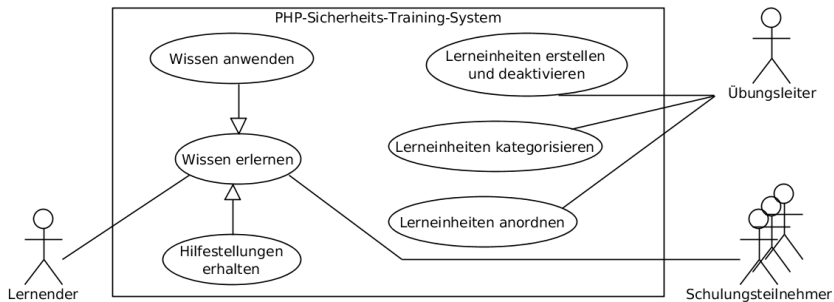 PHP-Sicherheits-Training-System
Wissen anwenden
Lerneinheiten erstellen
und deaktivieren
Übungsleiter
Wissen erlernen
Lerneinheiten kategorisieren
Lerneinheiten anordnen
Hilfestellungen
erhalten
Lernender
Schulungsteilnehmer